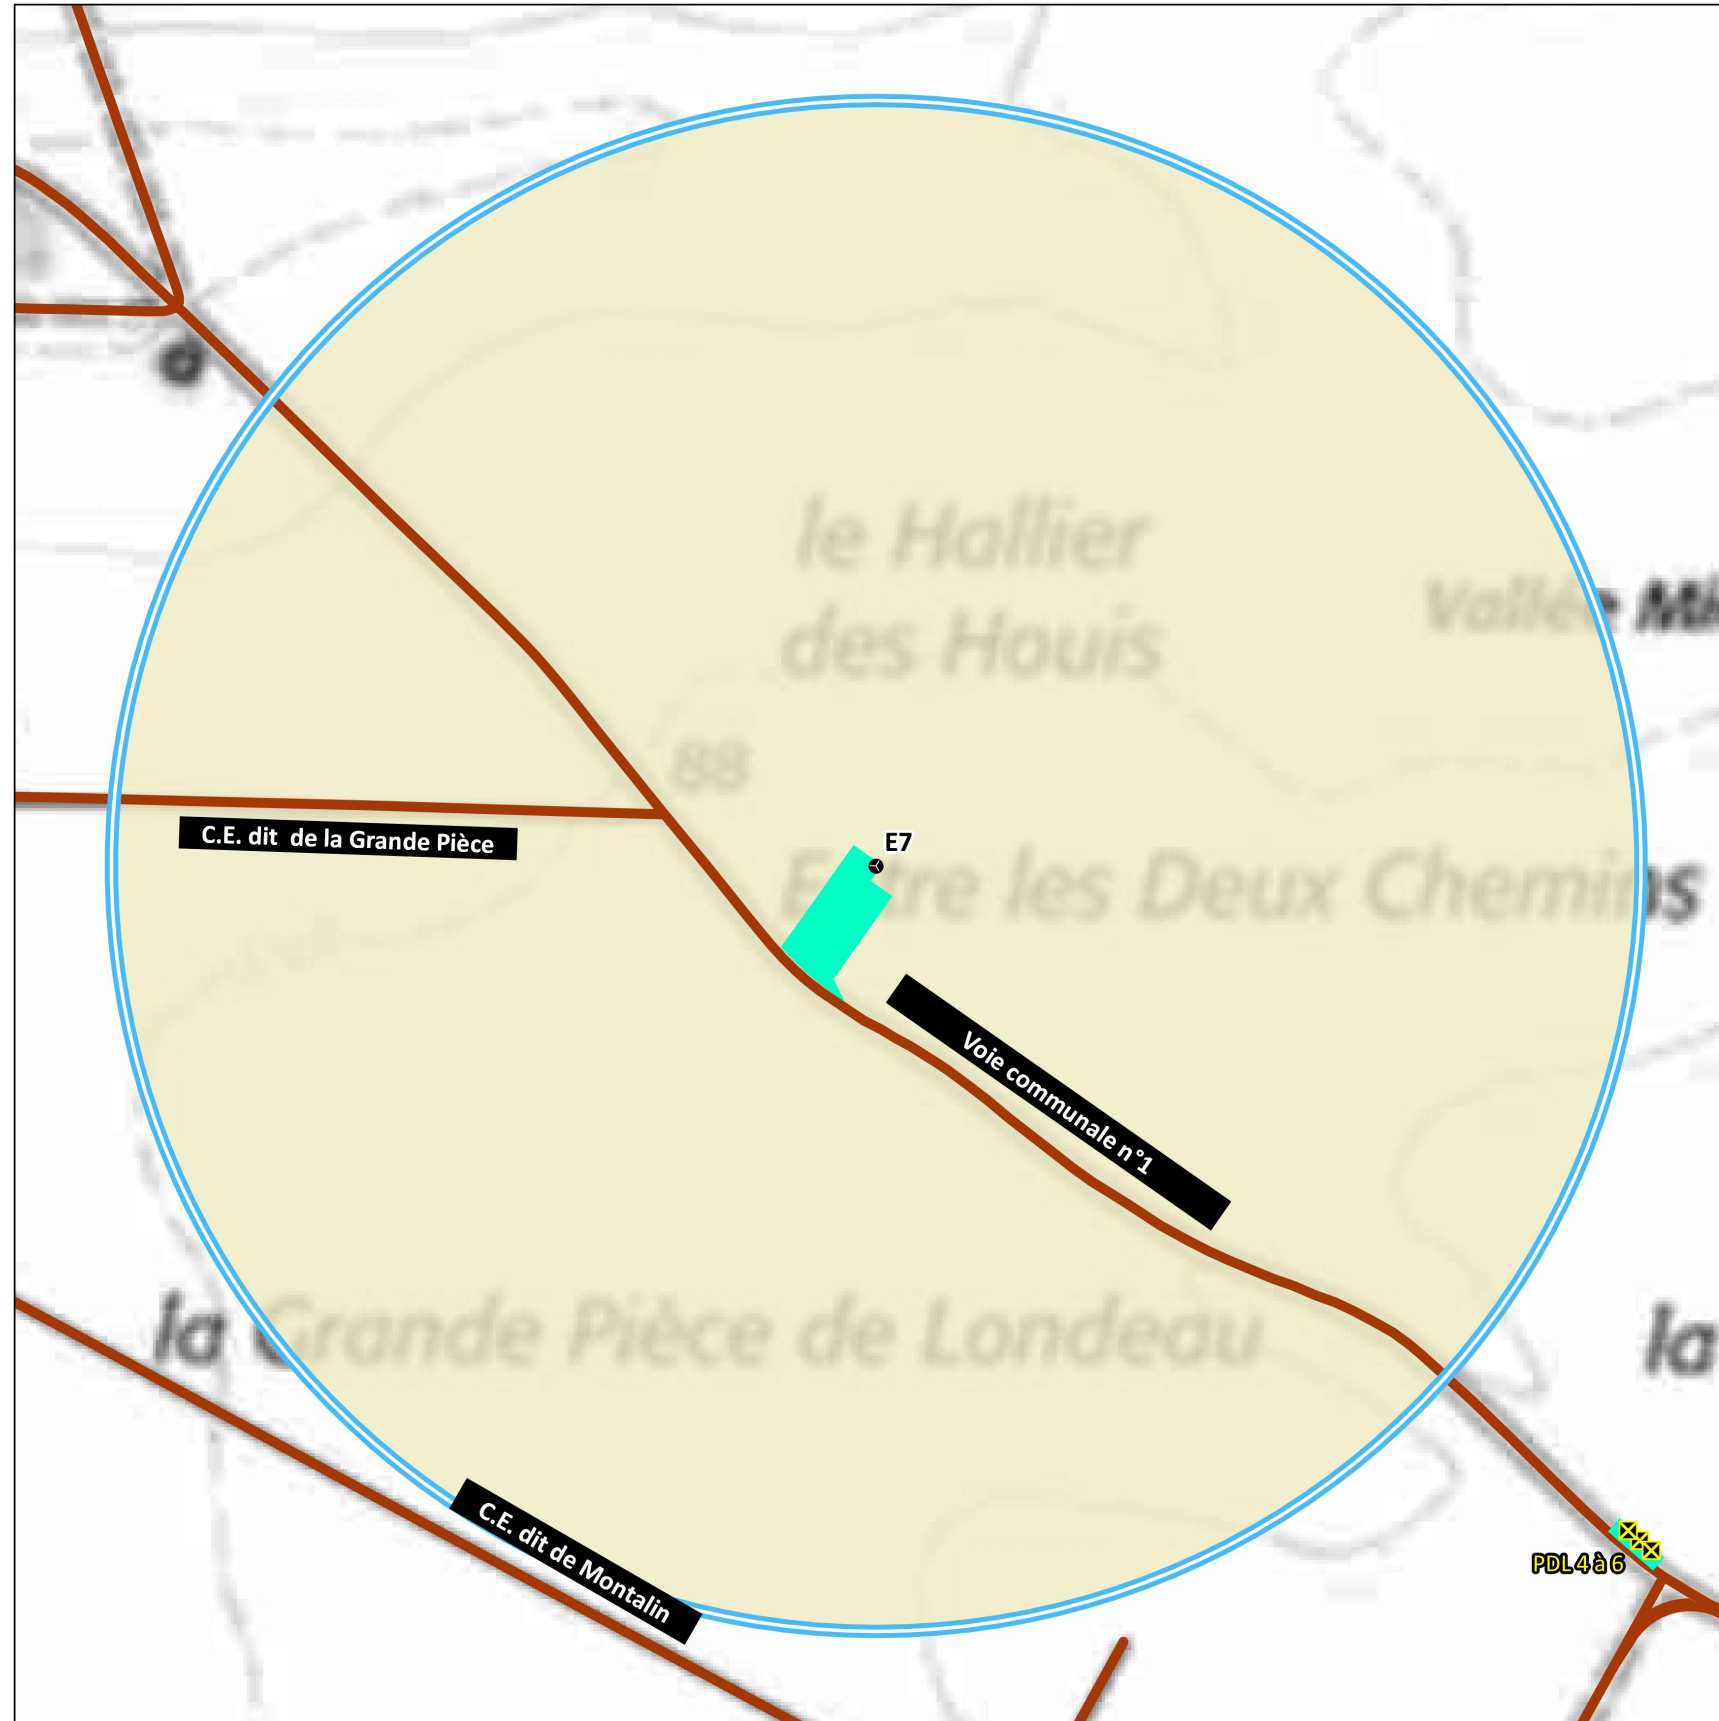 le Hallier
des Houis
Vallée
88
C.E. dit  de la Grande Pièce
E7
Entre les Deux Chemins
Voie communale n°1
la Grande Pièce de Londeau
la
C.E. dit de Montalin
PDL 4 à 6